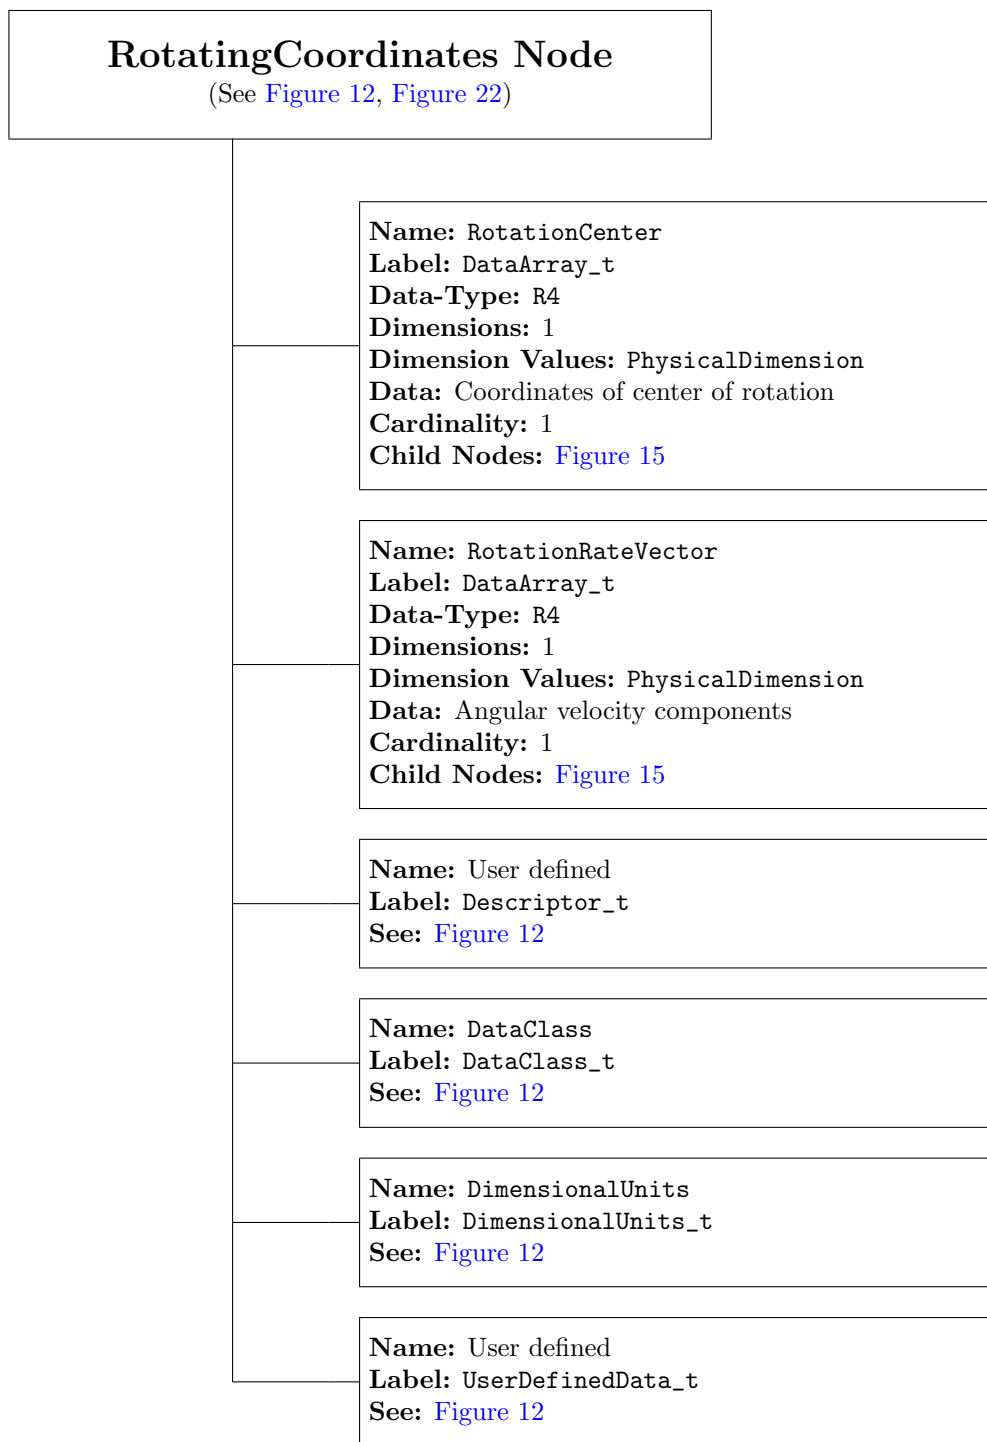 RotatingCoordinates Node
(See Figure 12, Figure 22)
Name: RotationCenter
Label: DataArray_t
Data-Type: R4
Dimensions: 1
Dimension Values: PhysicalDimension
Data: Coordinates of center of rotation
Cardinality: 1
Child Nodes: Figure 15
Name: RotationRateVector
Label: DataArray_t
Data-Type: R4
Dimensions: 1
Dimension Values: PhysicalDimension
Data: Angular velocity components
Cardinality: 1
Child Nodes: Figure 15
Name: User defined
Label: Descriptor_t
See: Figure 12
Name: DataClass
Label: DataClass_t
See: Figure 12
Name: DimensionalUnits
Label: DimensionalUnits_t
See: Figure 12
Name: User defined
Label: UserDefinedData_t
See: Figure 12